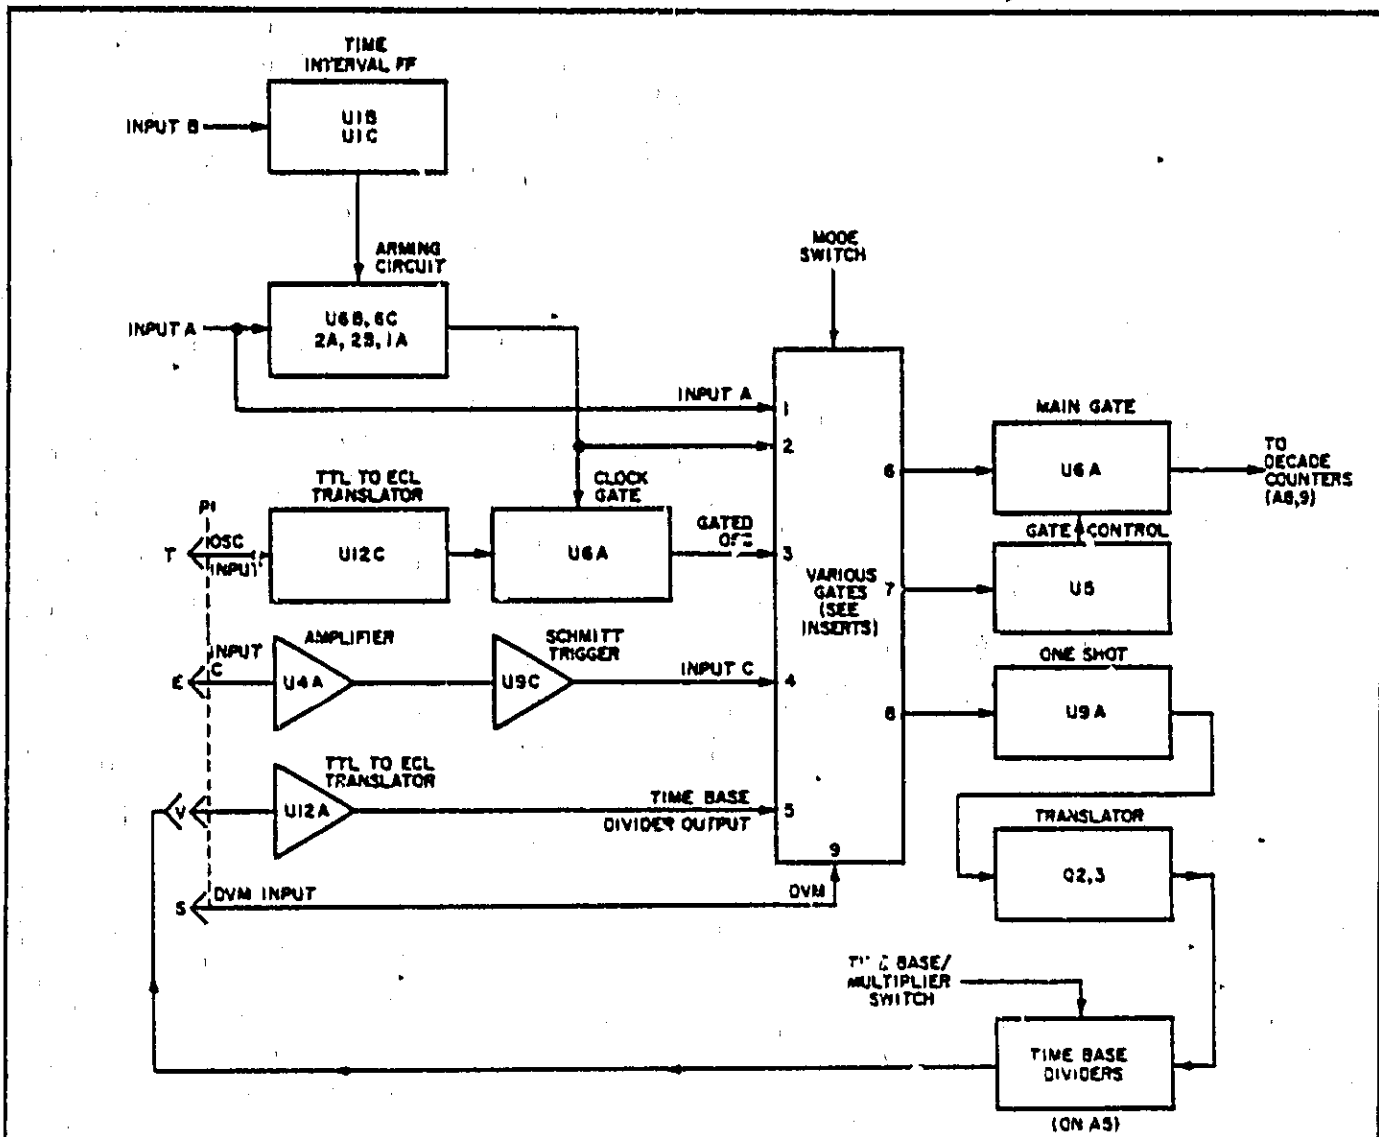 TIME
INTERVAL FF
U1B
U1C
INPUT B
ARMING
CIRCUIT
INPUT A
U6B, 6C
2A, 2B, 1A
MODE
SWITCH
INPUT A
1
2
MAIN GATE
U6A
TO
DECADE
COUNTERS
(A8,9)
6
TTL TO ECL
TRANSLATOR
CLOCK
GATE
P1
T
OSC
INPUT
U12C
U6A
GATED
3
GATE CONTROL
U5
7
VARIOUS
GATES
(SEE
INSERTS)
AMPLIFIER
SCHMITT
TRIGGER
ONE SHOT
INPUT
C
E
U4A
U9C
INPUT C
4
8
U9A
TTL TO ECL
TRANSLATOR
V
U12A
TIME BASE
DIVIDER OUTPUT
5
TRANSLATOR
9
Q2,3
S
DVM INPUT
DVM
BASE/
MULTIPLIER
SWITCH
TIME BASE
DIVIDERS
(ON A5)